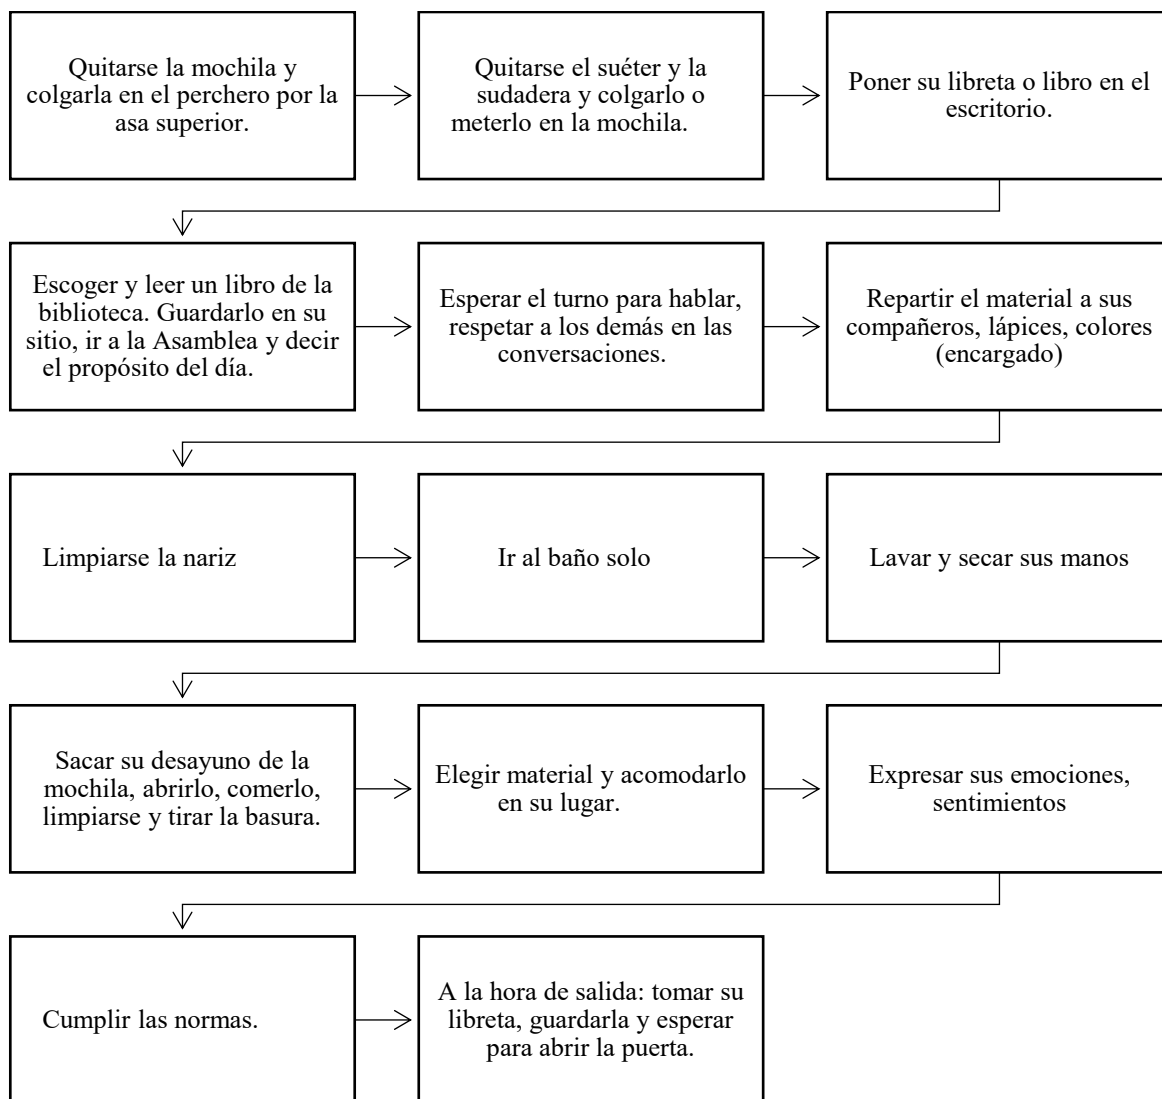 Quitarse la mochila y
colgarla en el perchero por la
asa superior.
Quitarse el suéter y la
sudadera y colgarlo o
meterlo en la mochila.
Poner su libreta o libro en el
escritorio.
Escoger y leer un libro de la
biblioteca. Guardarlo en su
sitio, ir a la Asamblea y decir
el propósito del día.
Esperar el turno para hablar,
respetar a los demás en las
conversaciones.
Repartir el material a sus
compañeros, lápices, colores
(encargado)
Limpiarse la nariz
Ir al baño solo
Lavar y secar sus manos
Sacar su desayuno de la
mochila, abrirlo, comerlo,
limpiarse y tirar la basura.
Elegir material y acomodarlo
en su lugar.
Expresar sus emociones,
sentimientos
Cumplir las normas.
A la hora de salida: tomar su
libreta, guardarla y esperar
para abrir la puerta.